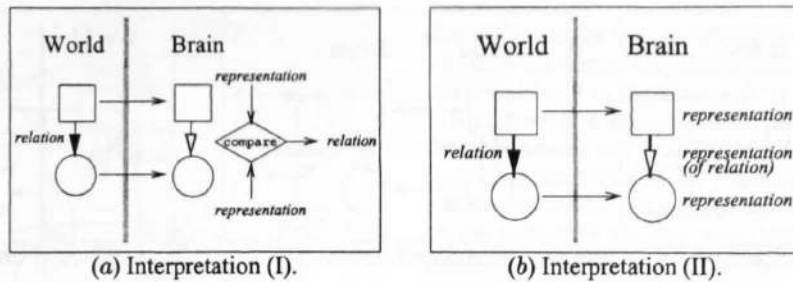 World Brain
representation
relation
compare
relation
representation
(a) Interpretation (I).
World Brain
representation
relation
representation
(of relation)
representation
(b) Interpretation (II).